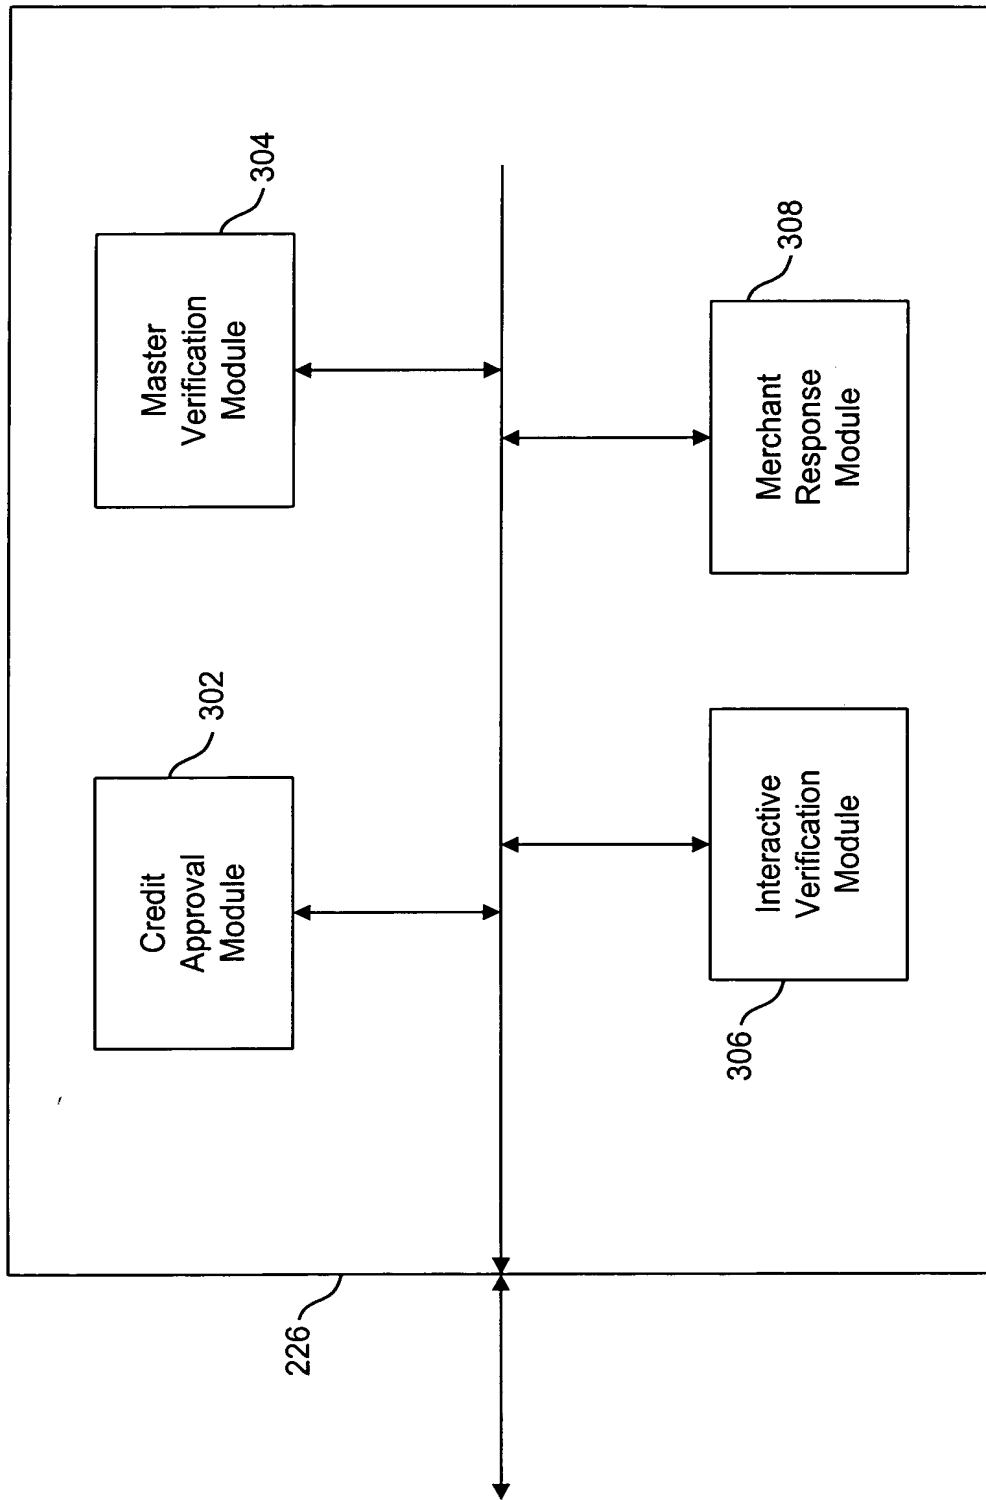 Credit
Approval
Module
302
Master
Verification
Module
304
226
Interactive
Verification
Module
306
Merchant
Response
Module
308